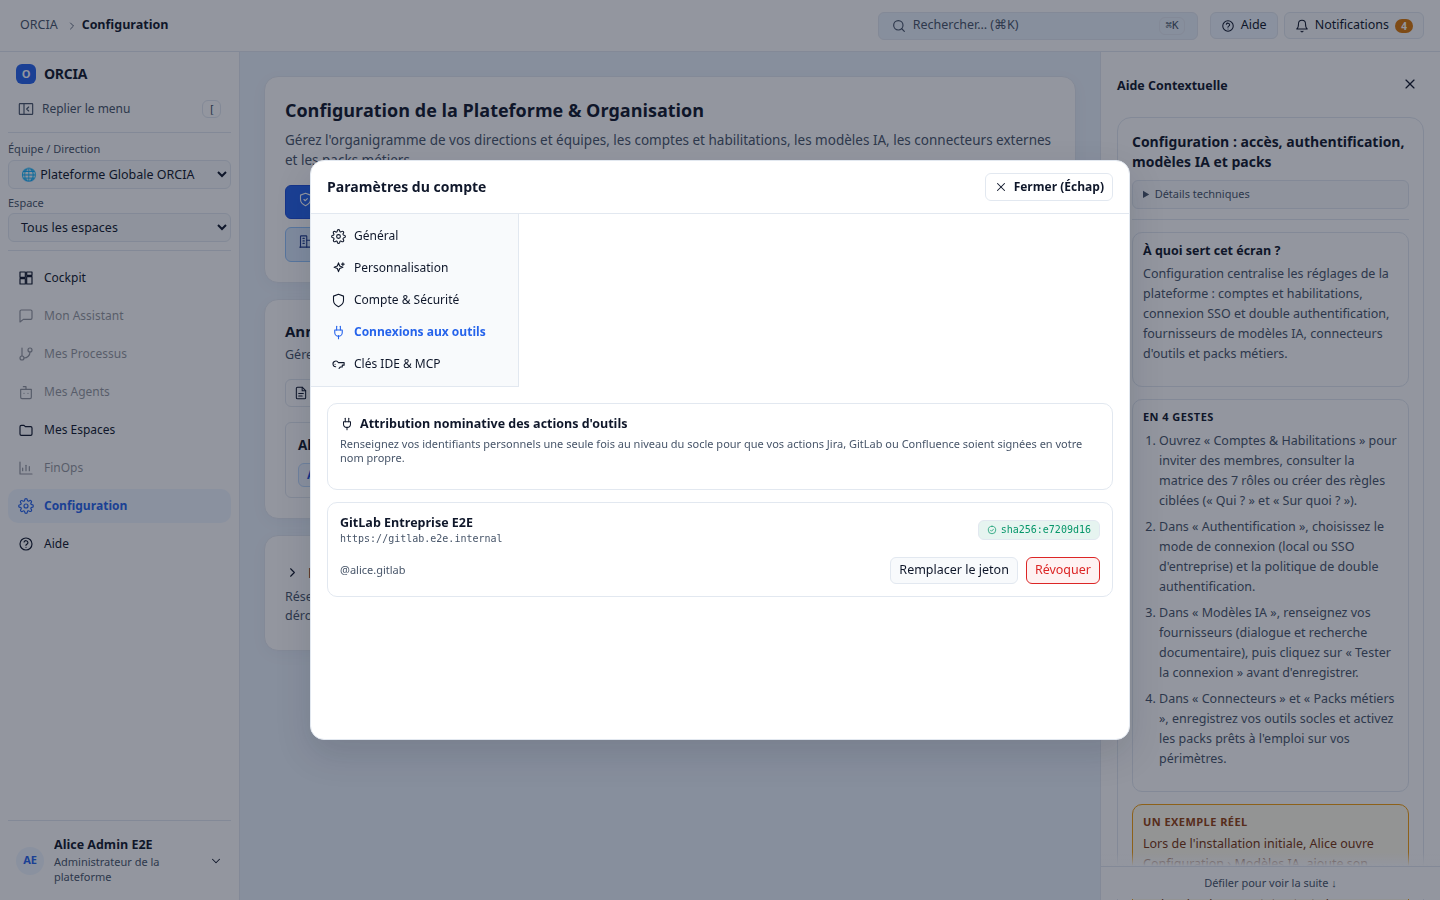 ORCIA
Configuration
Rechercher... (⌘K)
⌘K
Aide
Notifications
4
O
ORCIA
Replier le menu
[
Équipe / Direction
🌐 Plateforme Globale ORCIA
Espace
Tous les espaces
Cockpit
Mon Assistant
Mes Processus
Mes Agents
Mes Espaces
FinOps
Configuration
Aide
AE
Alice Admin E2E
Administrateur de la
plateforme
Configuration de la Plateforme & Organisation
Gérez l'organigramme de vos directions et équipes, les comptes et habilitations, les modèles IA, les connecteurs externes
et les packs métiers.
Paramètres du compte
Fermer (Échap)
Général
Personnalisation
Compte & Sécurité
Connexions aux outils
Clés IDE & MCP
Attribution nominative des actions d'outils
Renseignez vos identifiants personnels une seule fois au niveau du socle pour que vos actions Jira, GitLab ou Confluence soient signées en votre
nom propre.
GitLab Entreprise E2E
https://gitlab.e2e.internal
sha256:e7209d16
@alice.gitlab
Remplacer le jeton
Révoquer
Aide Contextuelle
Configuration : accès, authentification,
modèles IA et packs
Détails techniques
À quoi sert cet écran ?
Configuration centralise les réglages de la
plateforme : comptes et habilitations,
connexion SSO et double authentification,
fournisseurs de modèles IA, connecteurs
d'outils et packs métiers.
EN 4 GESTES
1. Ouvrez « Comptes & Habilitations » pour
inviter des membres, consulter la
matrice des 7 rôles ou créer des règles
ciblées (« Qui ? » et « Sur quoi ? »).
2. Dans « Authentification », choisissez le
mode de connexion (local ou SSO
d'entreprise) et la politique de double
authentification.
3. Dans « Modèles IA », renseignez vos
fournisseurs (dialogue et recherche
documentaire), puis cliquez sur « Tester
la connexion » avant d'enregistrer.
4. Dans « Connecteurs » et « Packs métiers
», enregistrez vos outils socles et activez
les packs prêts à l'emploi sur vos
périmètres.
UN EXEMPLE RÉEL
Lors de l'installation initiale, Alice ouvre
Configuration › Modèles IA, ajoute son
Défiler pour voir la suite ↓